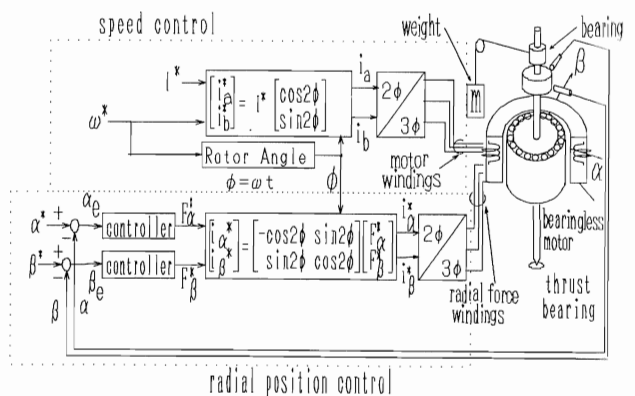 speed control
bearing
weight
β
I*
[i*a i*b] = I* [cos2φ sin2φ]
ia
ib
2φ
3φ
m
ω*
Rotor Angle
φ=ωt
φ
motor windings
α
bearingless motor
α* + −
αe
controller
F*α
[i*α i*β] = [-cos2φ sin2φ sin2φ cos2φ] [F*α F*β]
i*α
2φ
3φ
β* + −
βe
controller
F*β
i*β
radial force windings
thrust bearing
β
α
radial position control